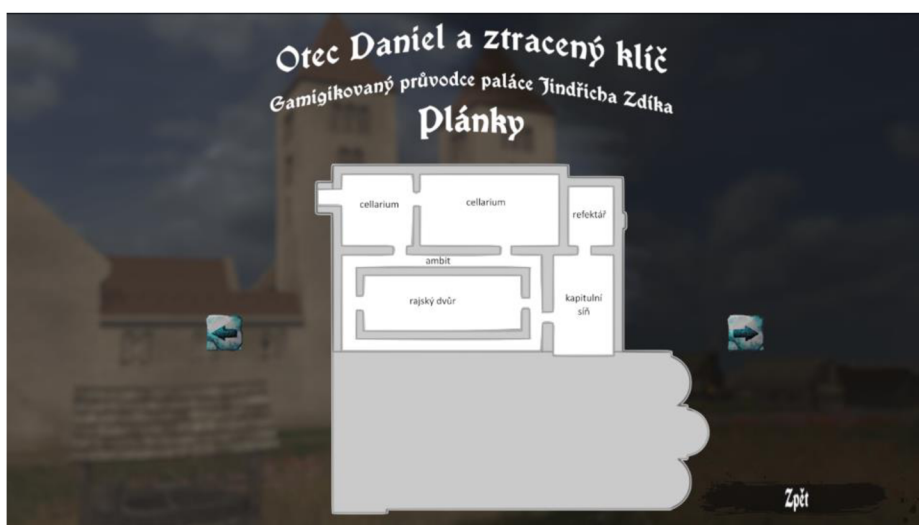 Otec Daniel a ztracený klíč
Gamigikovaný průvodce paláce Jindřicha Zdíka
Plánky
cellarium
cellarium
refektář
ambit
rajský dvůr
kapitulní
síň
Zpět